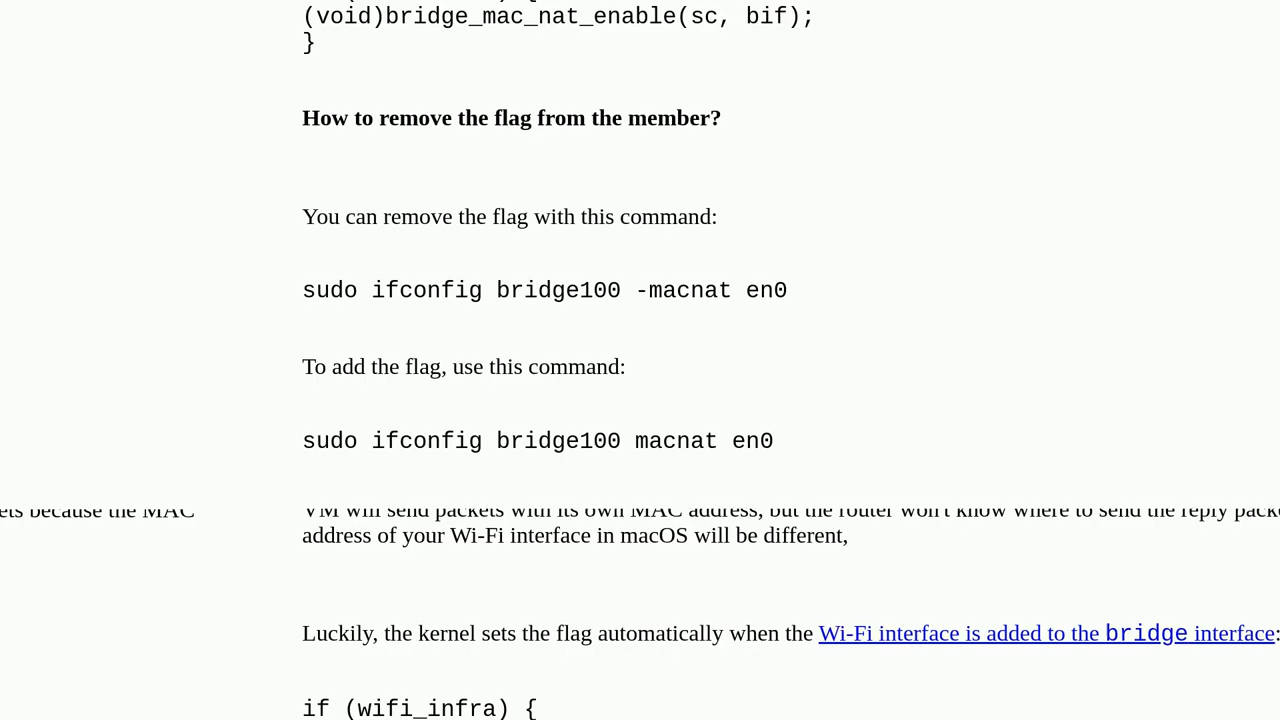 (void)bridge_mac_nat_enable(sc, bif);
}
How to remove the flag from the member?
You can remove the flag with this command:
sudo ifconfig bridge100 -macnat en0
To add the flag, use this command:
sudo ifconfig bridge100 macnat en0
ets because the MAC
VM will send packets with its own MAC address, but the router won't know where to send the reply pack
address of your Wi-Fi interface in macOS will be different,
Luckily, the kernel sets the flag automatically when the Wi-Fi interface is added to the bridge interface:
if (wifi_infra) {